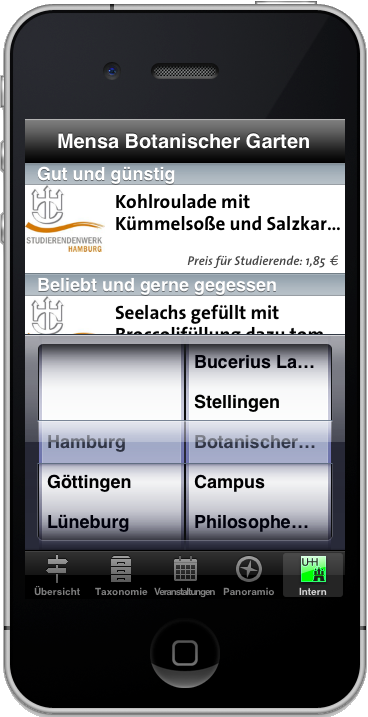 Mensa Botanischer Garten
Gut und günstig
Kohlroulade mit
Kümmelsoße und Salzkar...
STUDIERENDENWERK
HAMBURG
Preis für Studierende: 1,85 €
Beliebt und gerne gegessen
Seelachs gefüllt mit
Broccolifüllung dazu tom
Bucerius La...
Stellingen
Hamburg
Botanischer...
Göttingen
Campus
Lüneburg
Philosophe...
UHH
Übersicht
Taxonomie
Veranstaltungen
Panoramio
Intern